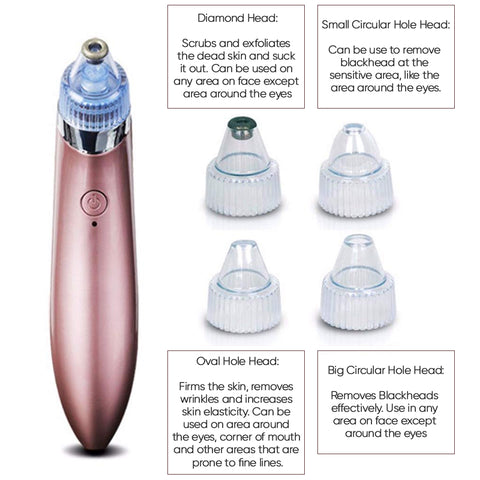 Diamond Head:
Scrubs and exfoliates
the dead skin and suck
it out. Can be used on
any area on face except
area around the eyes
Small Circular Hole Head:
Can be use to remove
blackhead at the
sensitive area, like the
area around the eyes.
Oval Hole Head:
Firms the skin, removes
wrinkles and increases
skin elasticity. Can be
used on area around
the eyes, corner of mouth
and other areas that are
prone to fine lines.
Big Circular Hole Head:
Removes Blackheads
effectively. Use in any
area on face except
around the eyes